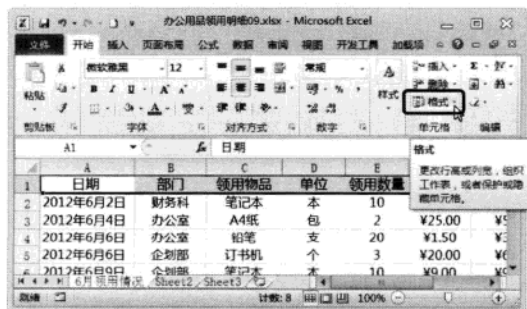 办公用品领用明细09.xlsx - Microsoft Excel
文件 开始 插入 页面布局 公式 数据 审阅 视图 开发工具 加载项
微软雅黑 12 常规 插入
粘贴 B I U A A % 样式 删除
A 格式
剪贴板 字体 对齐方式 数字 单元格 编辑
A1 fx 日期
格式
更改行高或列宽，组织
工作表，或者保护或隐
藏单元格。
A B C D E
1 日期 部门 领用物品 单位 领用数量
2 2012年6月2日 财务科 笔记本 本 10
3 2012年6月4日 办公室 A4纸 包 2 ¥25.00
4 2012年6月6日 办公室 铅笔 支 20 ¥1.50
5 2012年6月6日 企划部 订书机 个 3 ¥20.00
6 2012年6月9日 企划部 笔记本 本 10 ¥9.00
6月领用情况 Sheet2 Sheet3
就绪 计数: 8 100%